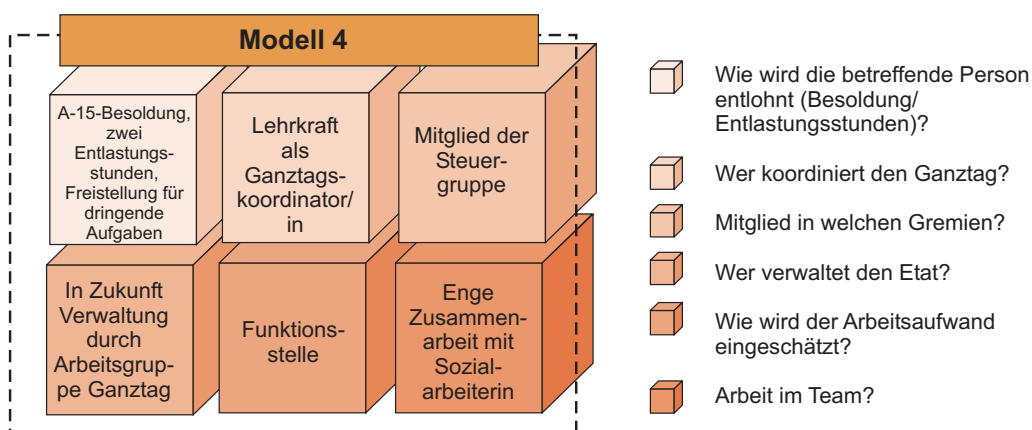 Modell 4
A-15-Besoldung,
zwei
Entlastungs-
stunden,
Freistellung für
dringende
Aufgaben
Lehrkraft
als
Ganztags-
koordinator/
in
Mitglied der
Steuer-
gruppe
In Zukunft
Verwaltung
durch
Arbeitsgrup-
pe Ganztag
Funktions-
stelle
Enge
Zusammen-
arbeit mit
Sozial-
arbeiterin
Wie wird die betreffende Person
entlohnt (Besoldung/
Entlastungsstunden)?
Wer koordiniert den Ganztag?
Mitglied in welchen Gremien?
Wer verwaltet den Etat?
Wie wird der Arbeitsaufwand
eingeschätzt?
Arbeit im Team?